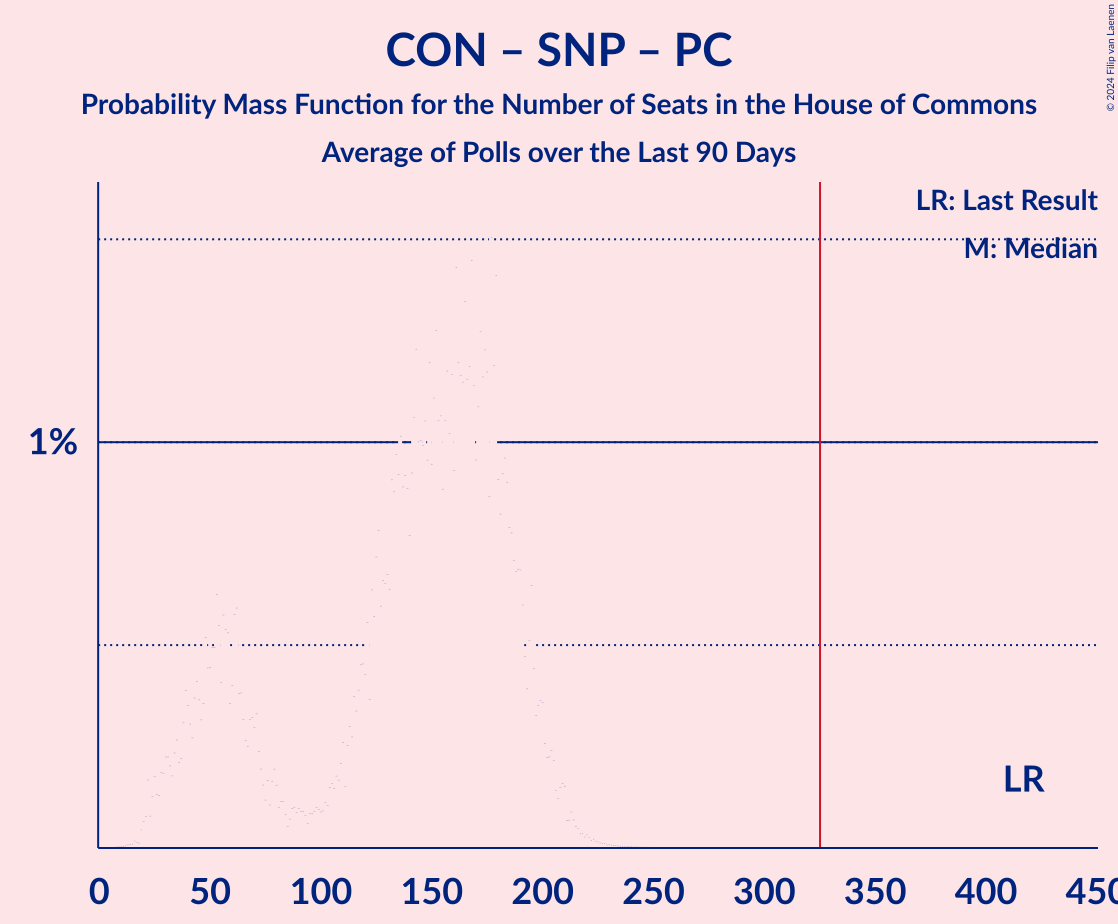 CON – SNP – PC
Probability Mass Function for the Number of Seats in the House of Commons
Average of Polls over the Last 90 Days
© 2024 Filip van Laenen
LR: Last Result
M: Median
1%
LR
0 50 100 150 200 250 300 350 400 450